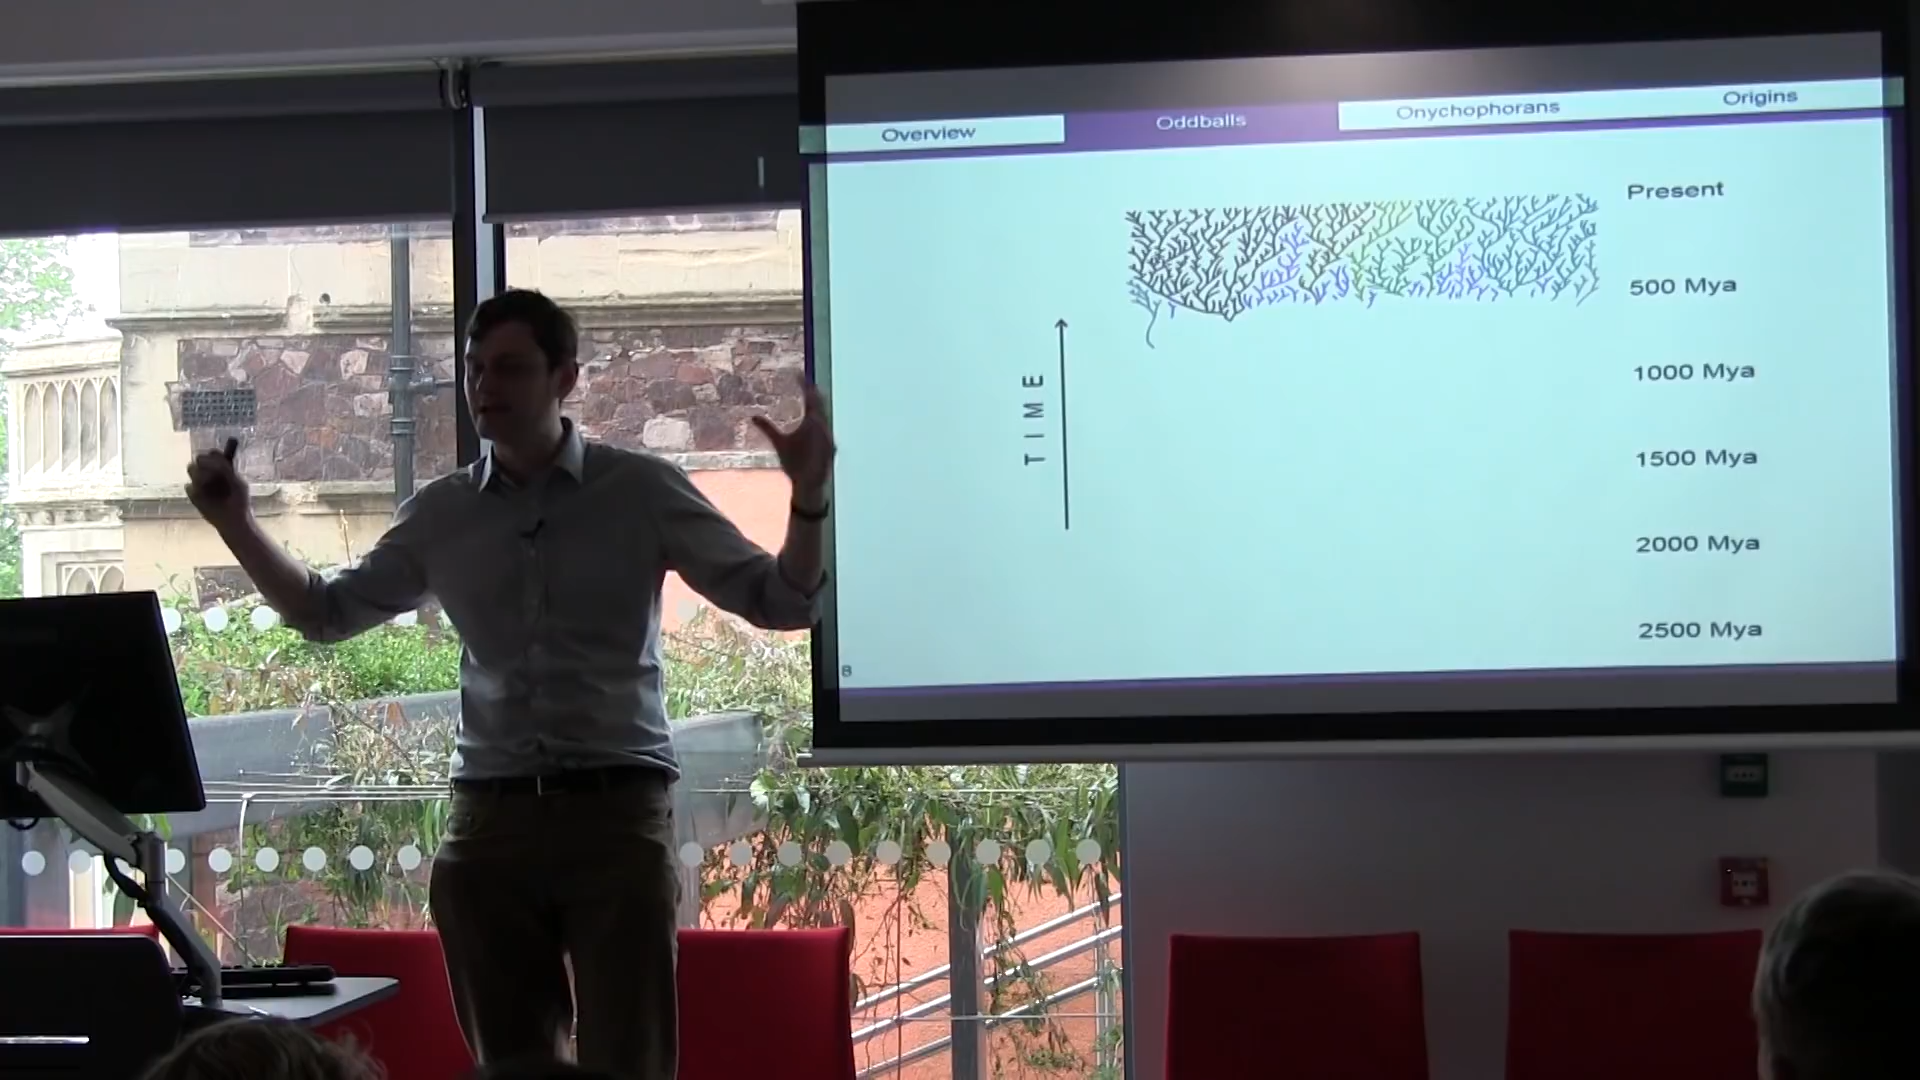 Overview
Oddballs
Onychophorans
Origins
Present
500 Mya
1000 Mya
1500 Mya
2000 Mya
2500 Mya
TIME
8